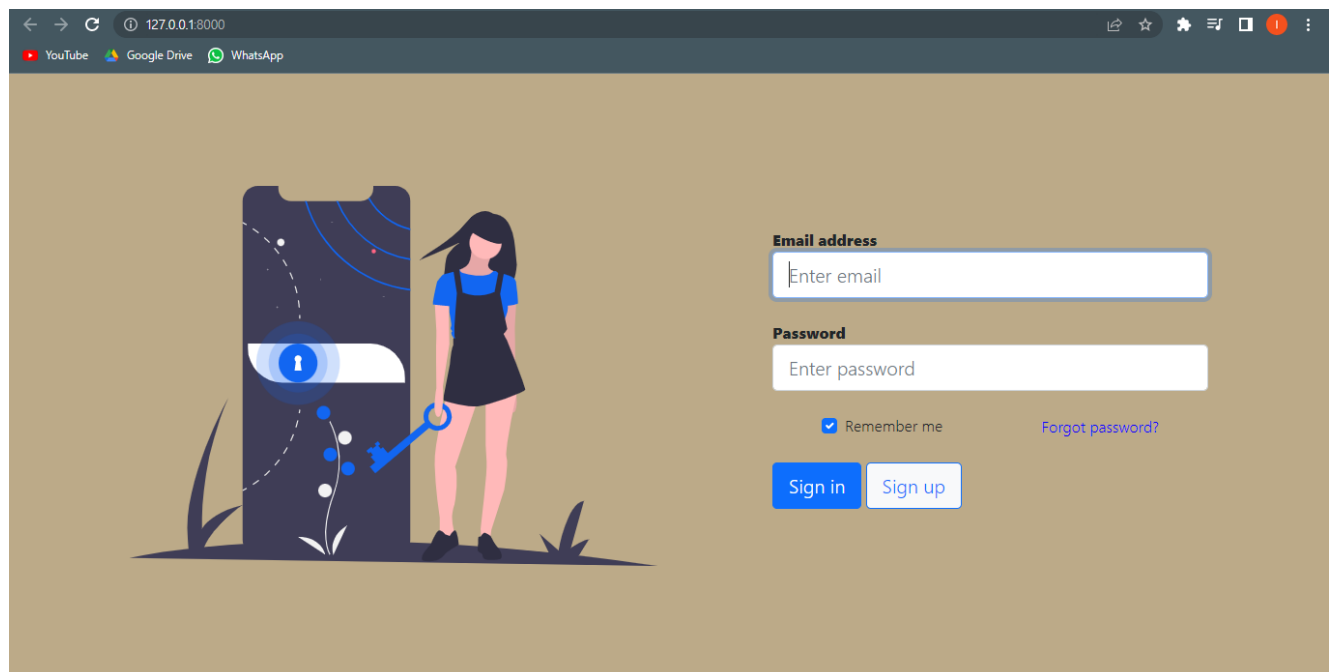 127.0.0.1:8000
YouTube Google Drive WhatsApp
Email address
Enter email
Password
Enter password
Remember me Forgot password?
Sign in Sign up